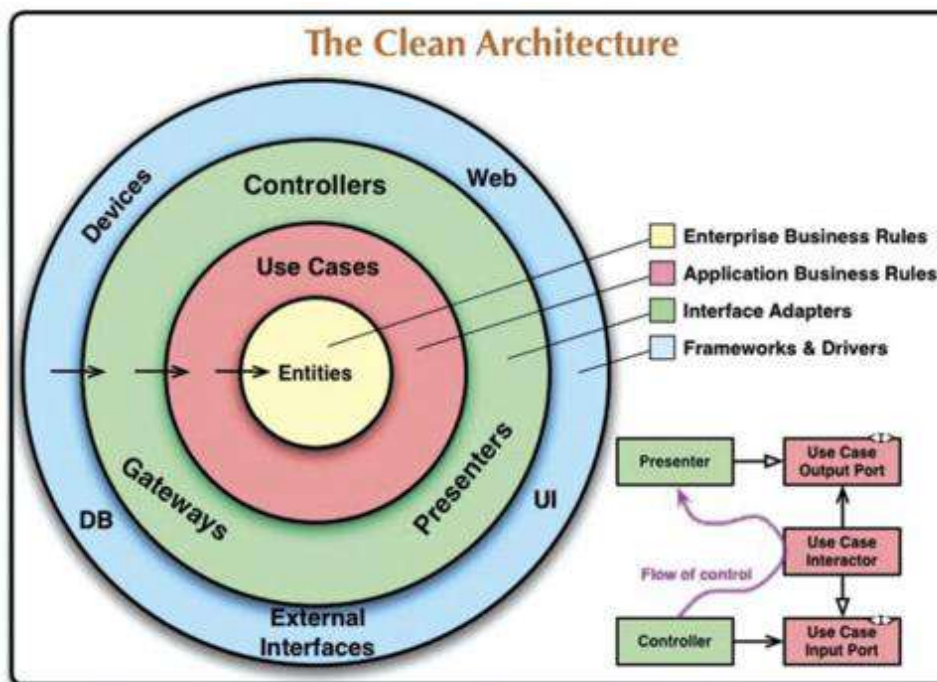 The Clean Architecture
Devices
Controllers
Web
Use Cases
Entities
Gateways
Presenters
DB
UI
External
Interfaces
Enterprise Business Rules
Application Business Rules
Interface Adapters
Frameworks & Drivers
Presenter
<I>
Use Case
Output Port
Use Case
Interactor
Flow of control
Controller
<I>
Use Case
Input Port